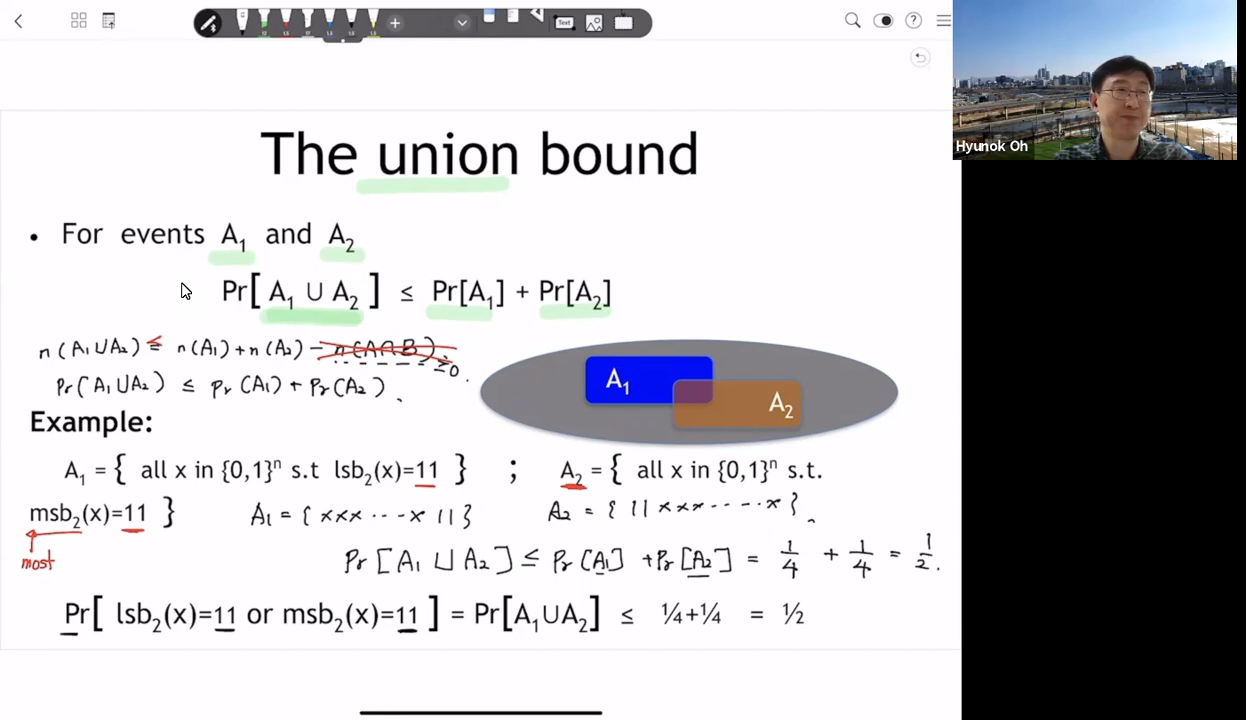 Text
Hyunok Oh
The union bound
• For events A₁ and A₂
Pr[ A₁ ∪ A₂ ] ≤ Pr[A₁] + Pr[A₂]
n(A₁∪A₂) ≤ n(A₁)+n(A₂) - n(A∩B) ≥0.
Pr(A₁∪A₂) ≤ Pr(A₁) + Pr(A₂).
A₁
A₂
Example:
A₁ = { all x in {0,1}ⁿ s.t lsb₂(x)=11 } ; A₂ = { all x in {0,1}ⁿ s.t.
msb₂(x)=11 } A₁ = { xxx ··· x 11 } A₂ = { 11 xxx ······ x }.
most
Pr[A₁ ∪ A₂] ≤ Pr[A₁] + Pr[A₂] = 1/4 + 1/4 = 1/2.
Pr[ lsb₂(x)=11 or msb₂(x)=11 ] = Pr[A₁∪A₂] ≤ ¼+¼ = ½